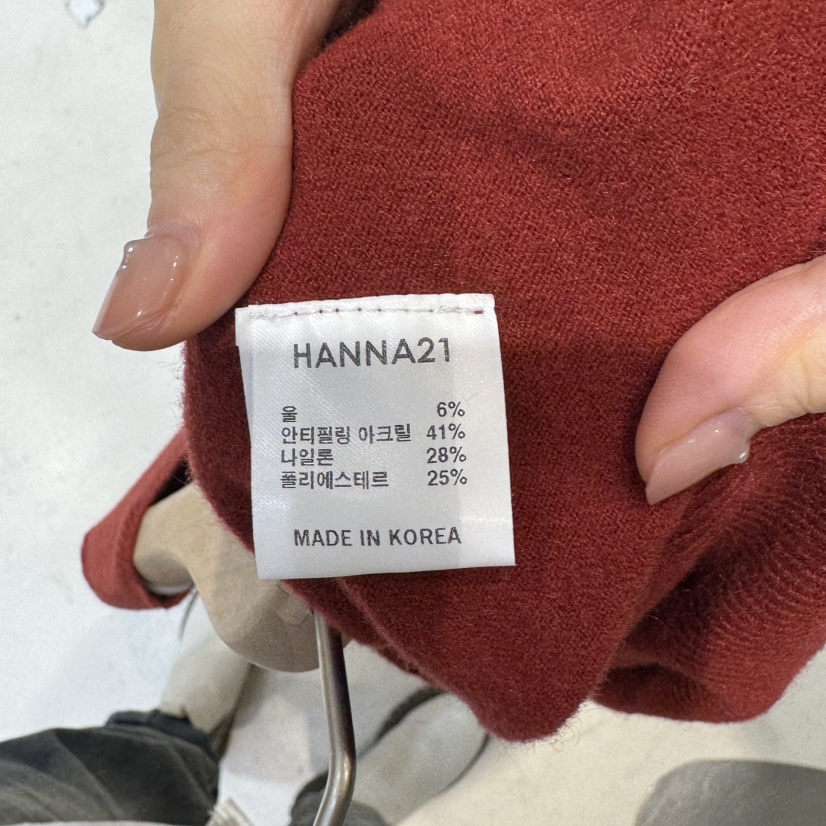 HANNA21
울 6%
안티필링 아크릴 41%
나일론 28%
폴리에스테르 25%
MADE IN KOREA